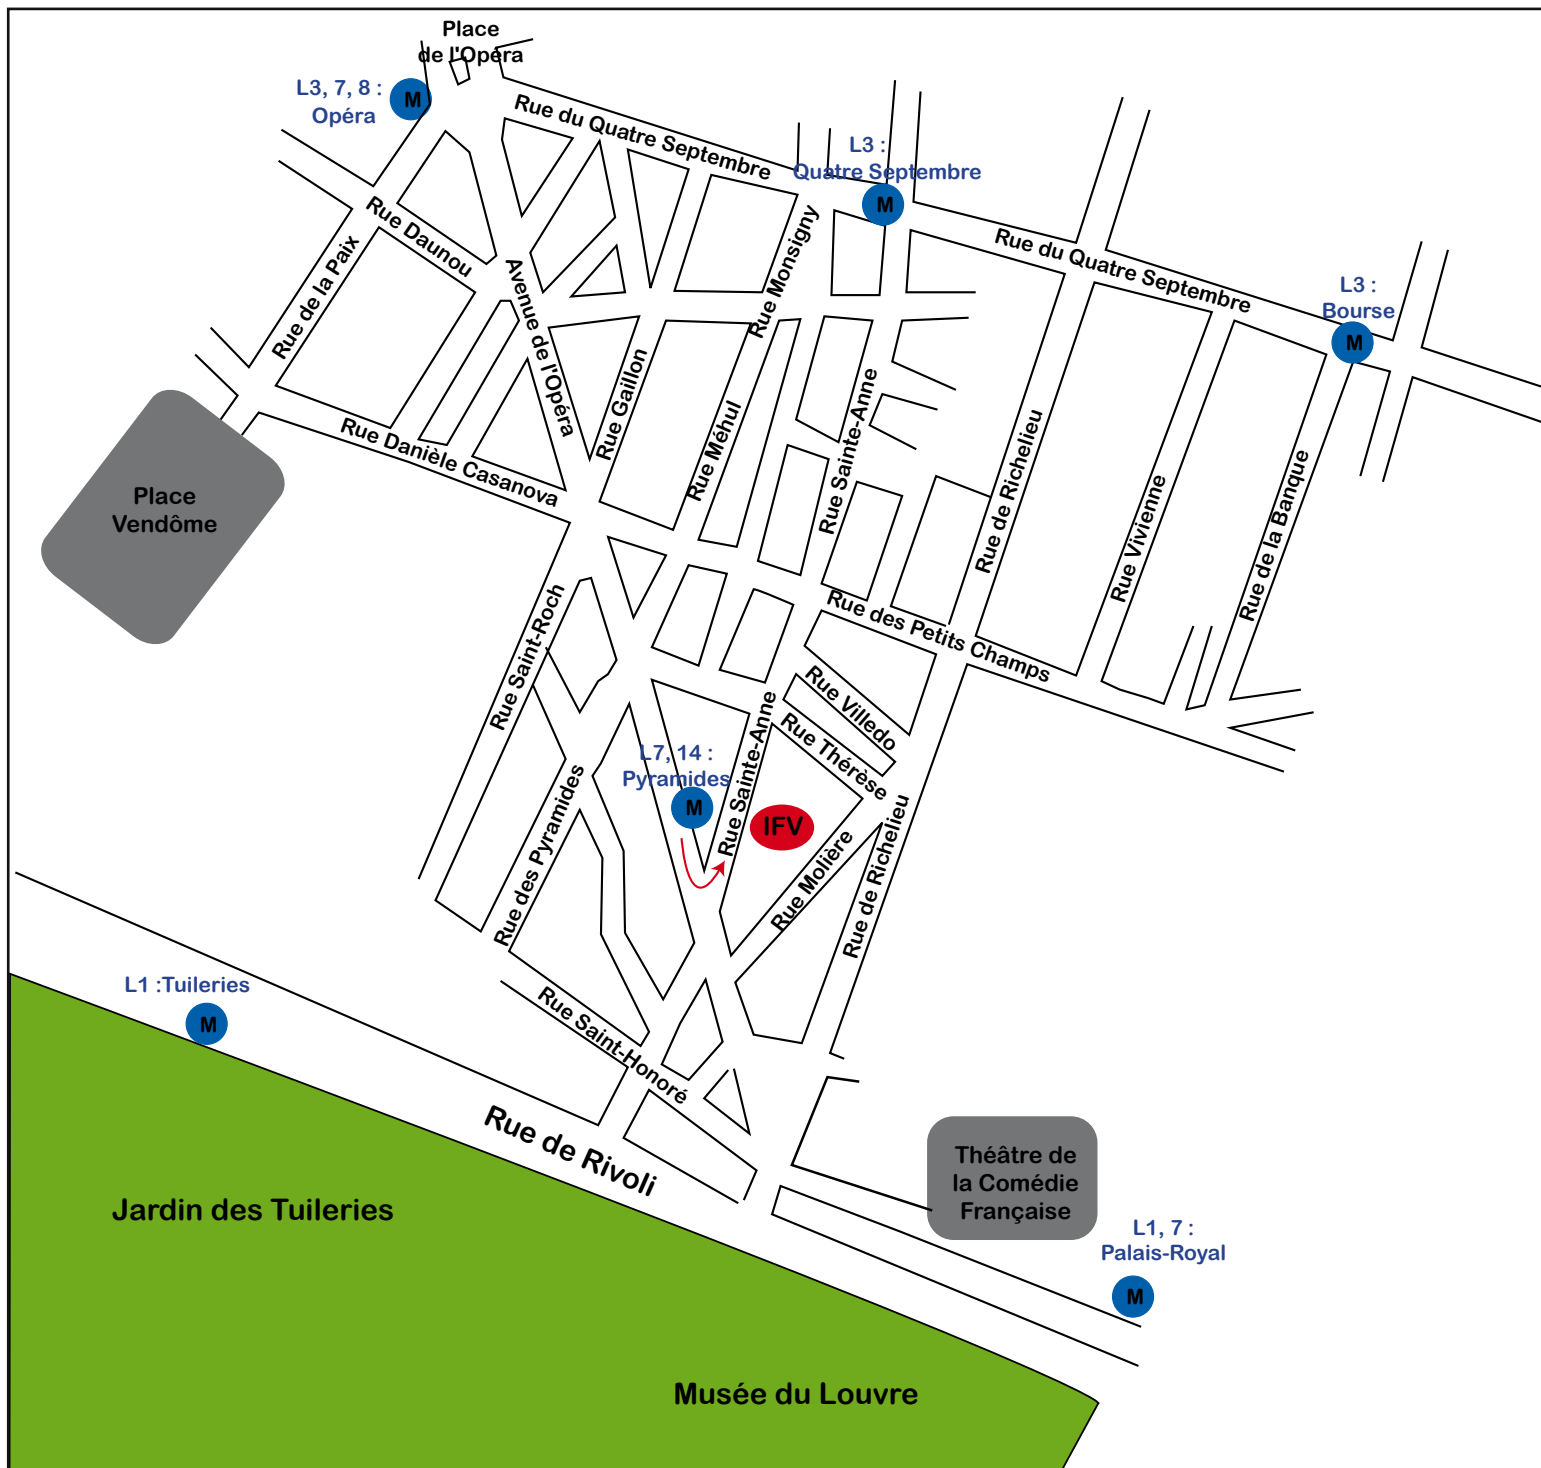 Place
de l'Opéra
L3, 7, 8 :
Opéra
M
Rue du Quatre Septembre
L3 :
Quatre Septembre
M
Rue Daunou
Rue de la Paix
Avenue de l'Opéra
Rue Monsigny
Rue du Quatre Septembre
L3 :
Bourse
M
Rue Gaillon
Rue Méhul
Rue Sainte-Anne
Rue de Richelieu
Rue Vivienne
Rue de la Banque
Rue Danièle Casanova
Place
Vendôme
Rue Saint-Roch
Rue des Petits Champs
Rue Villedo
Rue Thérèse
L7, 14 :
Pyramides
M
Rue Sainte-Anne
IFV
Rue Molière
Rue de Richelieu
Rue des Pyramides
L1 :Tuileries
M
Rue Saint-Honoré
Rue de Rivoli
Théâtre de
la Comédie
Française
Jardin des Tuileries
L1, 7 :
Palais-Royal
M
Musée du Louvre